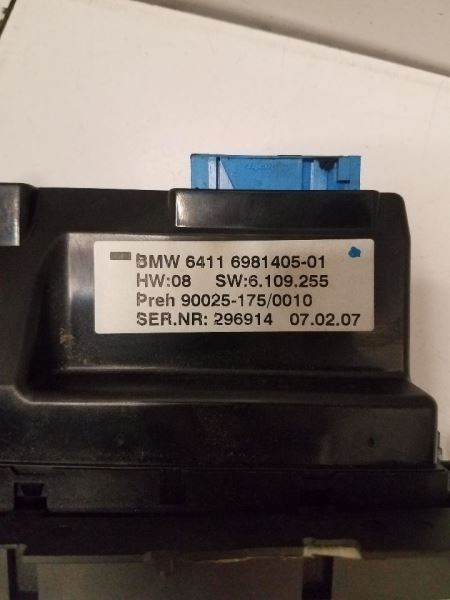 BMW 6411 6981405-01
HW:08 SW:6.109.255
Preh 90025-175/0010
SER.NR: 296914 07.02.07